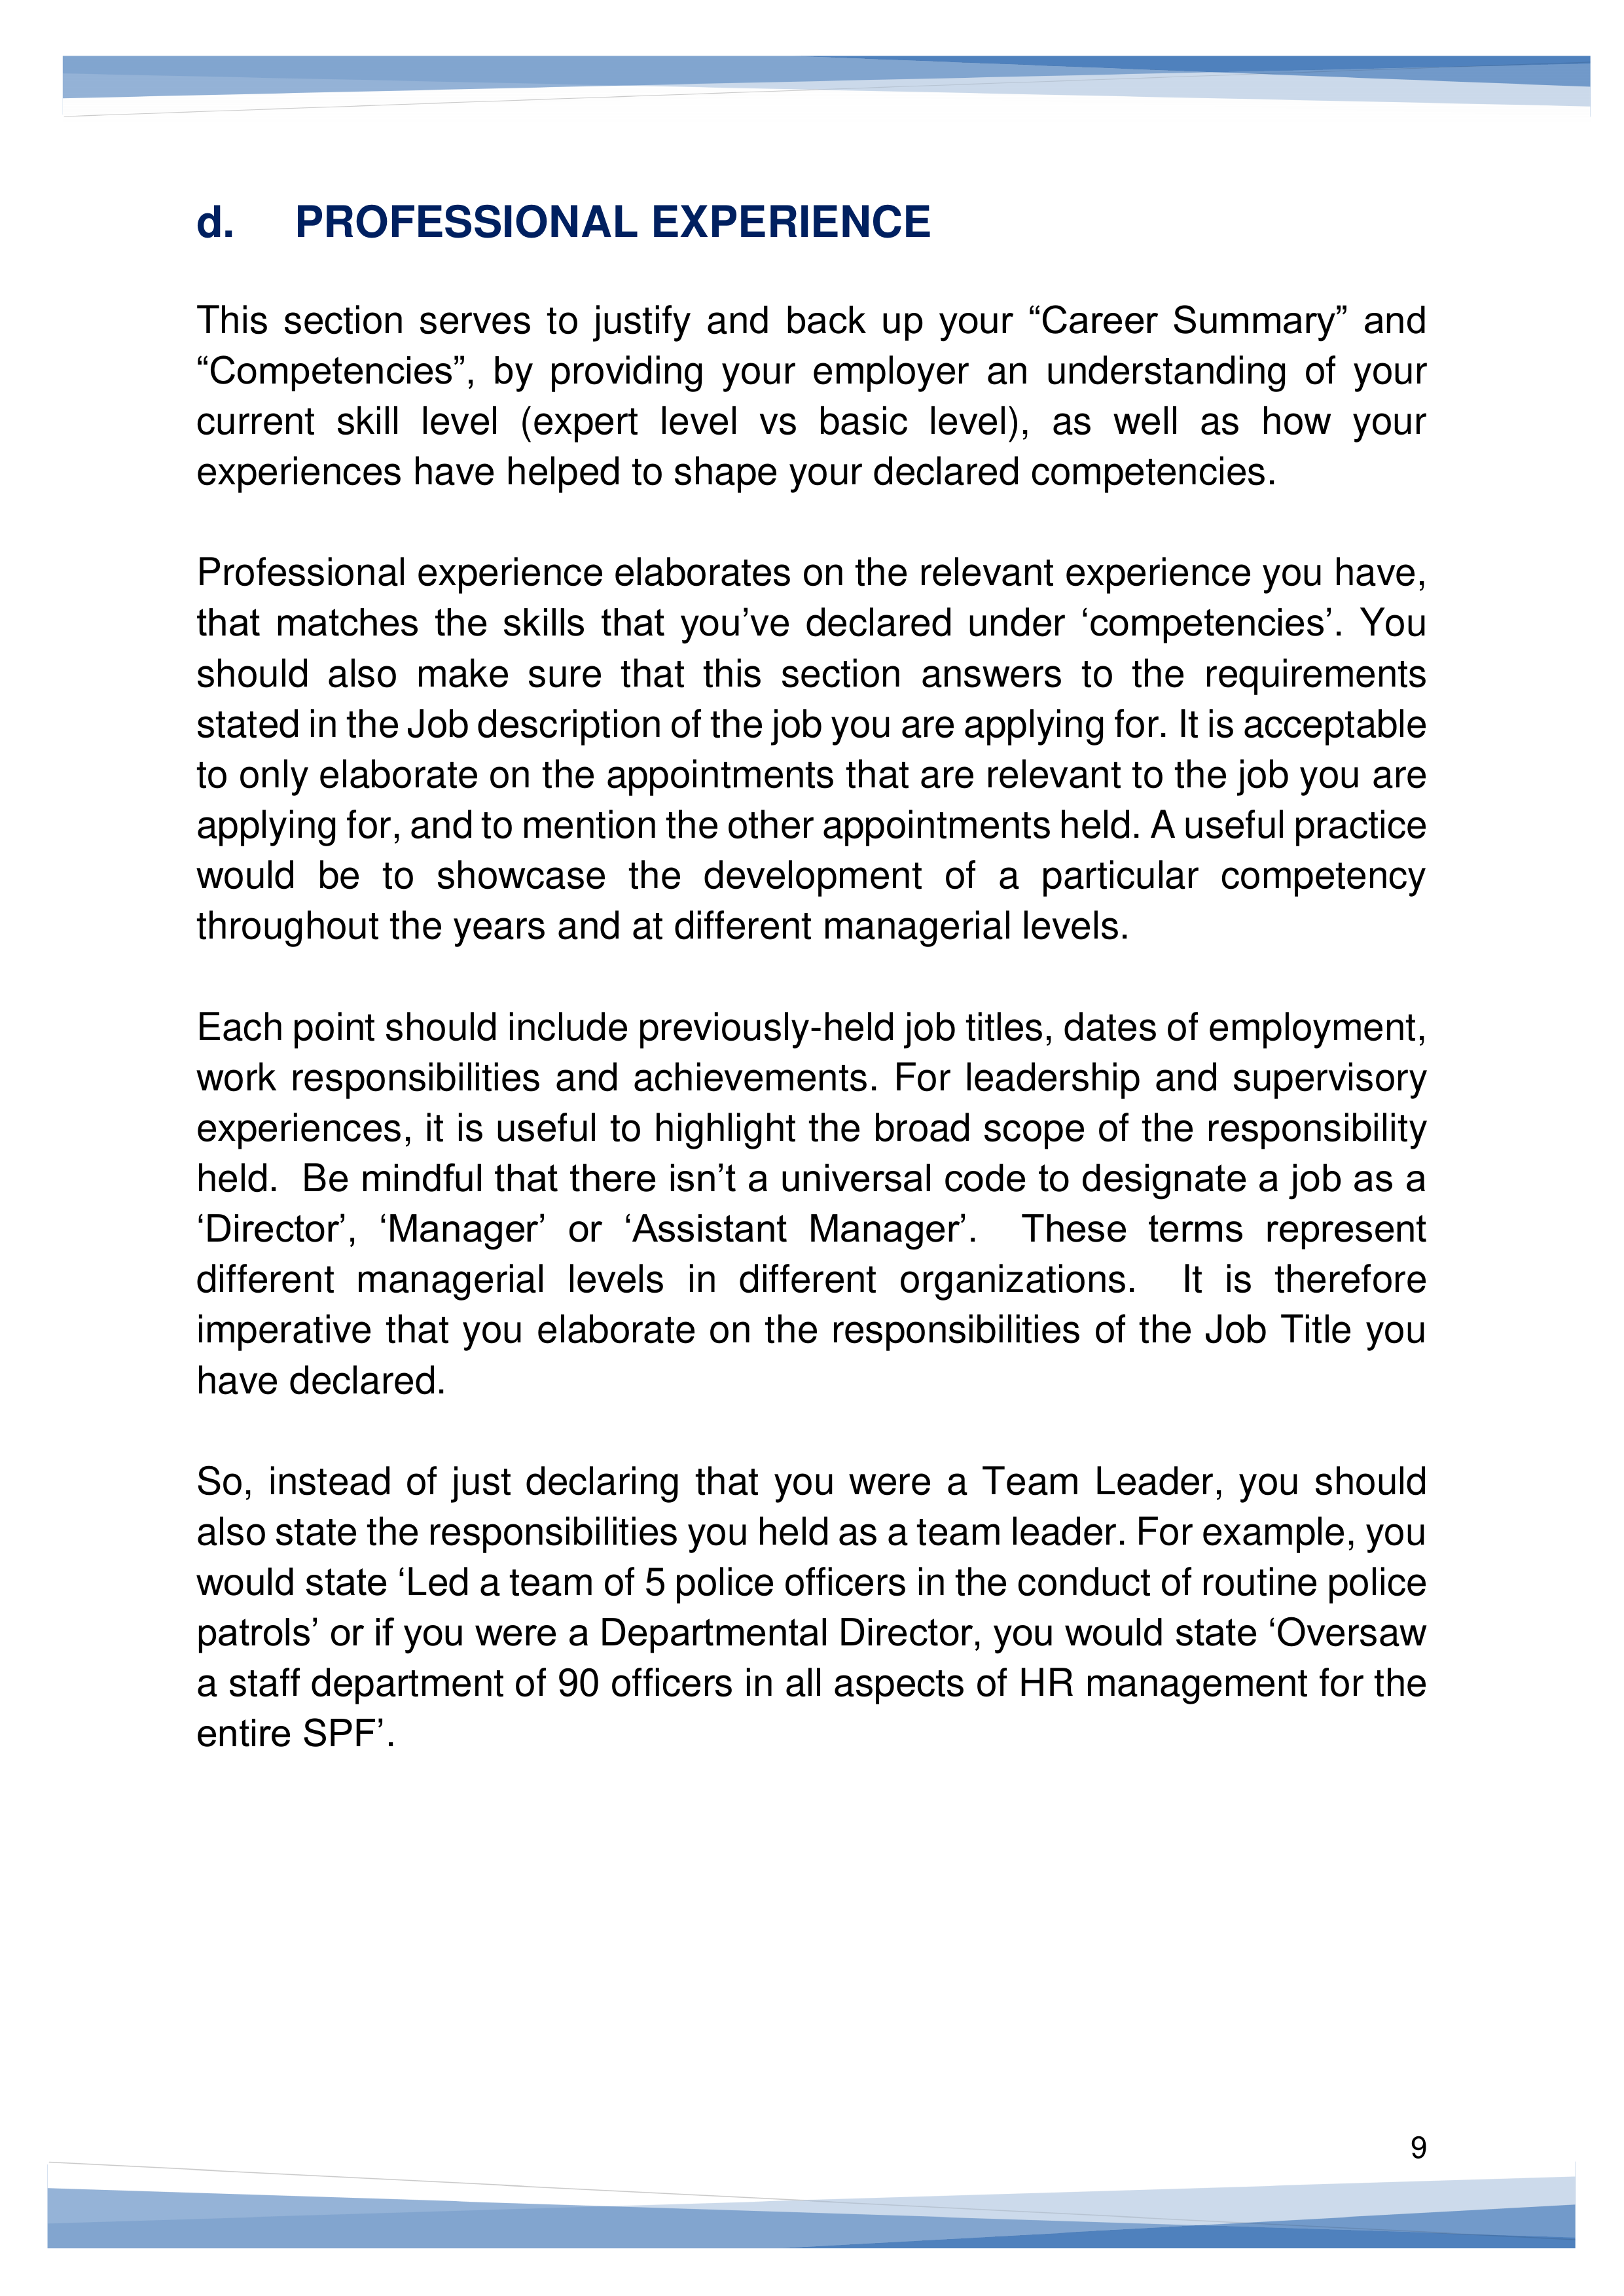 d. PROFESSIONAL EXPERIENCE
This section serves to justify and back up your “Career Summary” and
“Competencies”, by providing your employer an understanding of your
current skill level (expert level vs basic level), as well as how your
experiences have helped to shape your declared competencies.
Professional experience elaborates on the relevant experience you have,
that matches the skills that you’ve declared under ‘competencies’. You
should also make sure that this section answers to the requirements
stated in the Job description of the job you are applying for. It is acceptable
to only elaborate on the appointments that are relevant to the job you are
applying for, and to mention the other appointments held. A useful practice
would be to showcase the development of a particular competency
throughout the years and at different managerial levels.
Each point should include previously-held job titles, dates of employment,
work responsibilities and achievements. For leadership and supervisory
experiences, it is useful to highlight the broad scope of the responsibility
held.  Be mindful that there isn’t a universal code to designate a job as a
‘Director’, ‘Manager’ or ‘Assistant Manager’.  These terms represent
different managerial levels in different organizations.  It is therefore
imperative that you elaborate on the responsibilities of the Job Title you
have declared.
So, instead of just declaring that you were a Team Leader, you should
also state the responsibilities you held as a team leader. For example, you
would state ‘Led a team of 5 police officers in the conduct of routine police
patrols’ or if you were a Departmental Director, you would state ‘Oversaw
a staff department of 90 officers in all aspects of HR management for the
entire SPF’.
9